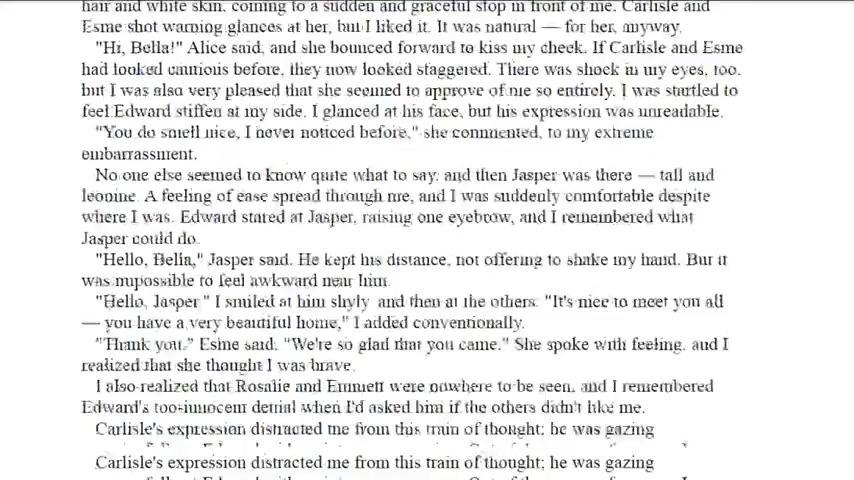 hair and white skin, coming to a sudden and graceful stop in front of me. Carlisle and
Esme shot warning glances at her, but I liked it. It was natural — for her, anyway.
"Hi, Bella!" Alice said, and she bounced forward to kiss my cheek. If Carlisle and Esme
had looked cautious before, they now looked staggered. There was shock in my eyes, too,
but I was also very pleased that she seemed to approve of me so entirely. I was startled to
feel Edward stiffen at my side. I glanced at his face, but his expression was unreadable.
"You do smell nice, I never noticed before," she commented, to my extreme
embarrassment.
No one else seemed to know quite what to say, and then Jasper was there — tall and
leonine. A feeling of ease spread through me, and I was suddenly comfortable despite
where I was. Edward stared at Jasper, raising one eyebrow, and I remembered what
Jasper could do.
"Hello, Bella," Jasper said. He kept his distance, not offering to shake my hand. But it
was impossible to feel awkward near him.
"Hello, Jasper." I smiled at him shyly, and then at the others. "It's nice to meet you all
— you have a very beautiful home," I added conventionally.
"Thank you," Esme said. "We're so glad that you came." She spoke with feeling, and I
realized that she thought I was brave.
I also realized that Rosalie and Emmett were nowhere to be seen, and I remembered
Edward's too-innocent denial when I'd asked him if the others didn't like me.
Carlisle's expression distracted me from this train of thought; he was gazing
Carlisle's expression distracted me from this train of thought; he was gazing